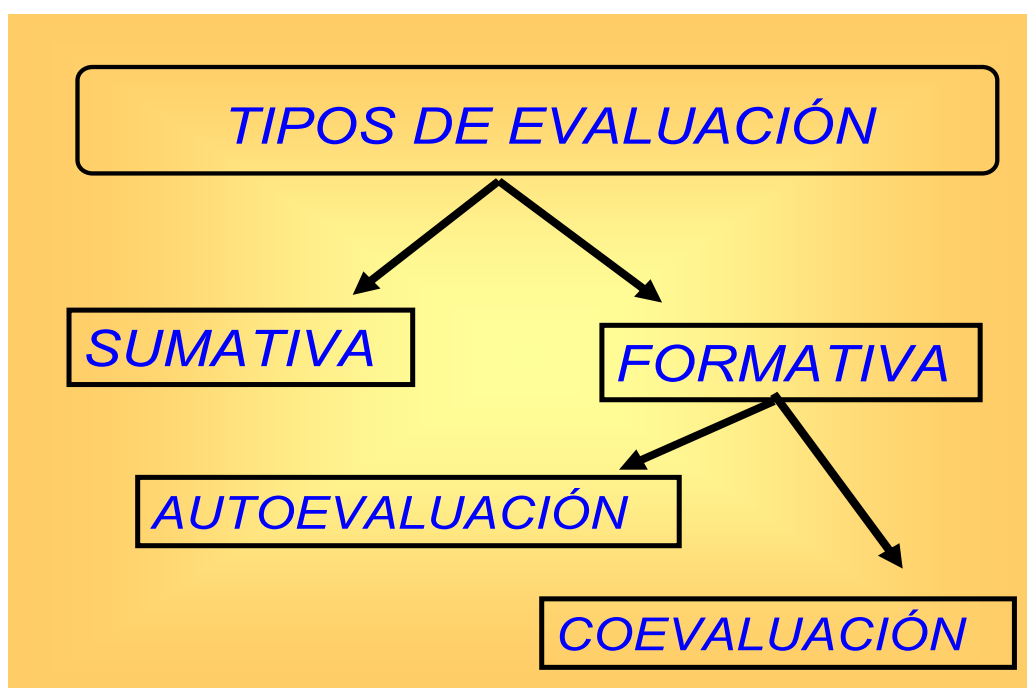 TIPOS DE EVALUACIÓN
SUMATIVA
FORMATIVA
AUTOEVALUACIÓN
COEVALUACIÓN